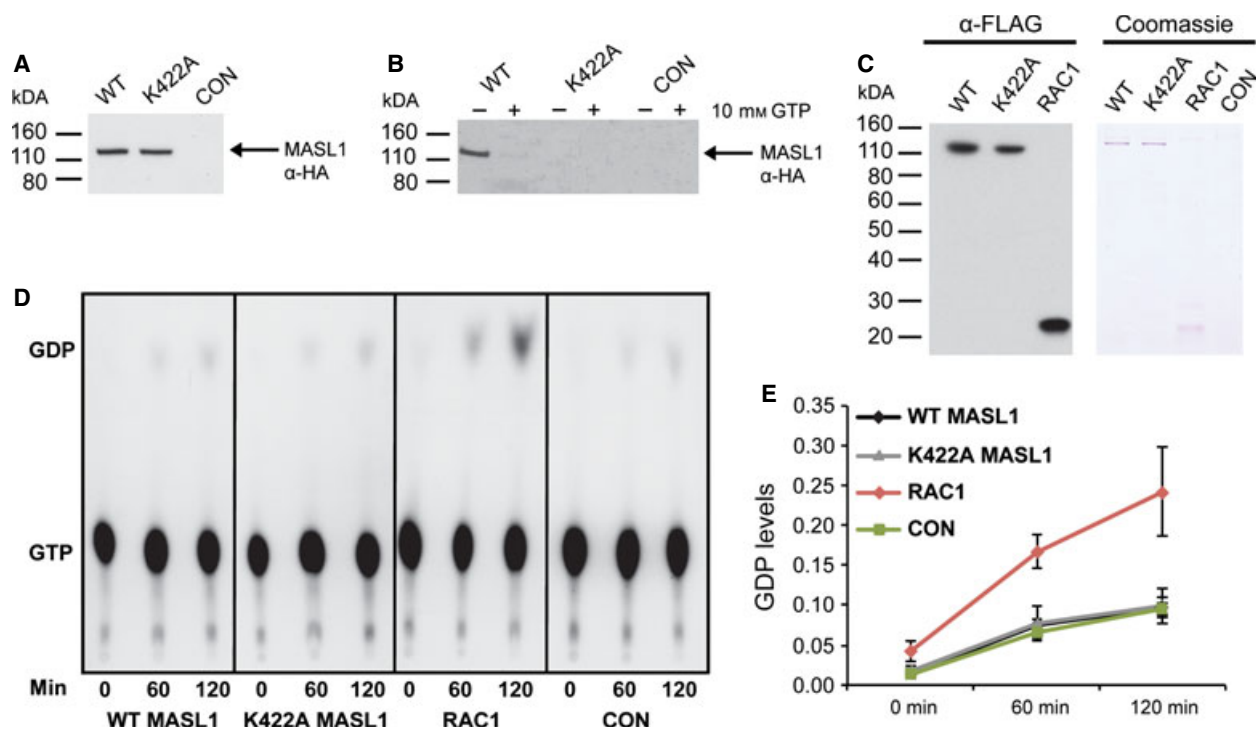 A
kDA
WT K422A CON
160
110
80
MASL1
α-HA
B
kDA
WT K422A CON
– + – + – + 10 mM GTP
160
110
80
MASL1
α-HA
C
α-FLAG Coomassie
kDA
WT K422A RAC1 WT K422A RAC1 CON
160
110
80
60
50
40
30
20
D
GDP
GTP
Min 0 60 120 0 60 120 0 60 120 0 60 120
WT MASL1 K422A MASL1 RAC1 CON
E
GDP levels
0.35
0.30
0.25
0.20
0.15
0.10
0.05
0.00
WT MASL1
K422A MASL1
RAC1
CON
0 min 60 min 120 min